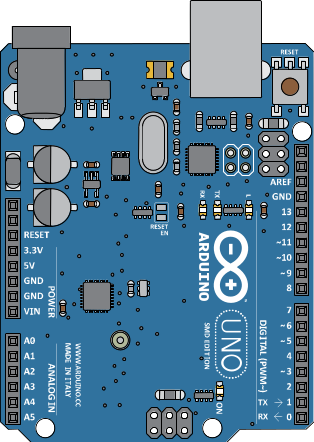 RESET
AREF
GND
13
12
~11
~10
~9
8
7
~6
~5
4
~3
2
TX → 1
RX ← 0
DIGITAL (PWM~)
RX
TX
L
RESET EN
ARDUINO
UNO
SMD EDITION
RESET
3.3V
5V
GND
GND
VIN
POWER
A0
A1
A2
A3
A4
A5
ANALOG IN
WWW.ARDUINO.CC
MADE IN ITALY
ON